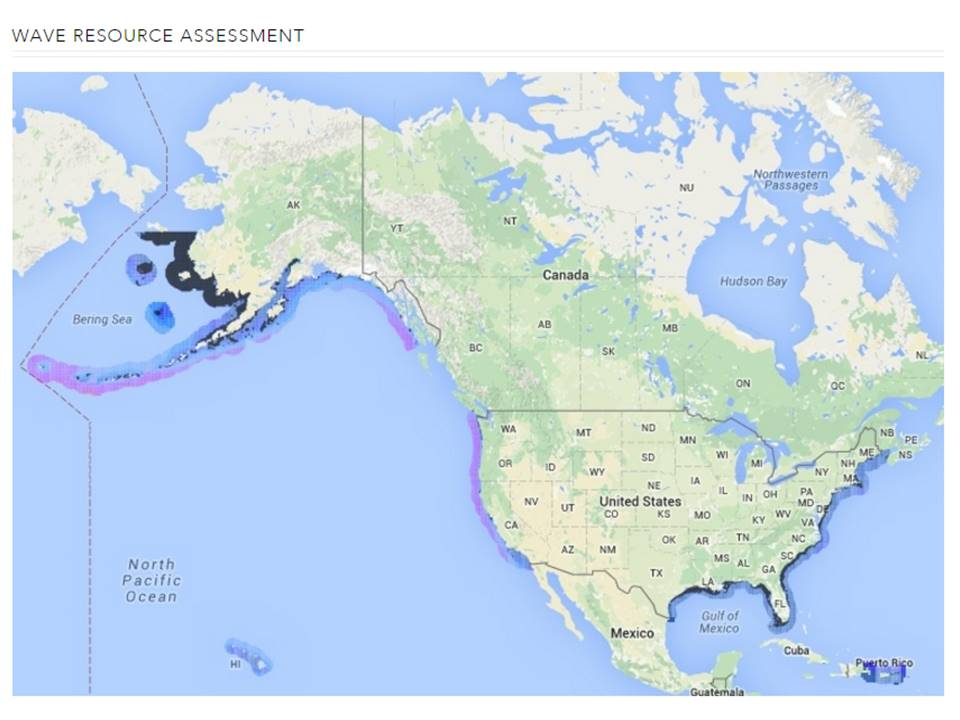 WAVE RESOURCE ASSESSMENT
NU
Northwestern
Passages
AK
YT
NT
Canada
Hudson Bay
Bering Sea
AB
MB
BC
SK
NL
ON
QC
WA
MT
ND
MN
NB
PE
ME
NS
OR
ID
SD
WI
MI
NH
WY
NY
MA
NE
IA
IL
IN
OH
PA
NV
UT
United States
CO
KS
MO
MD
DE
WV
KY
VA
CA
OK
AR
TN
NC
AZ
NM
MS
AL
SC
GA
North
Pacific
Ocean
TX
LA
FL
Gulf of
Mexico
Mexico
Cuba
HI
Puerto Rico
Guatemala